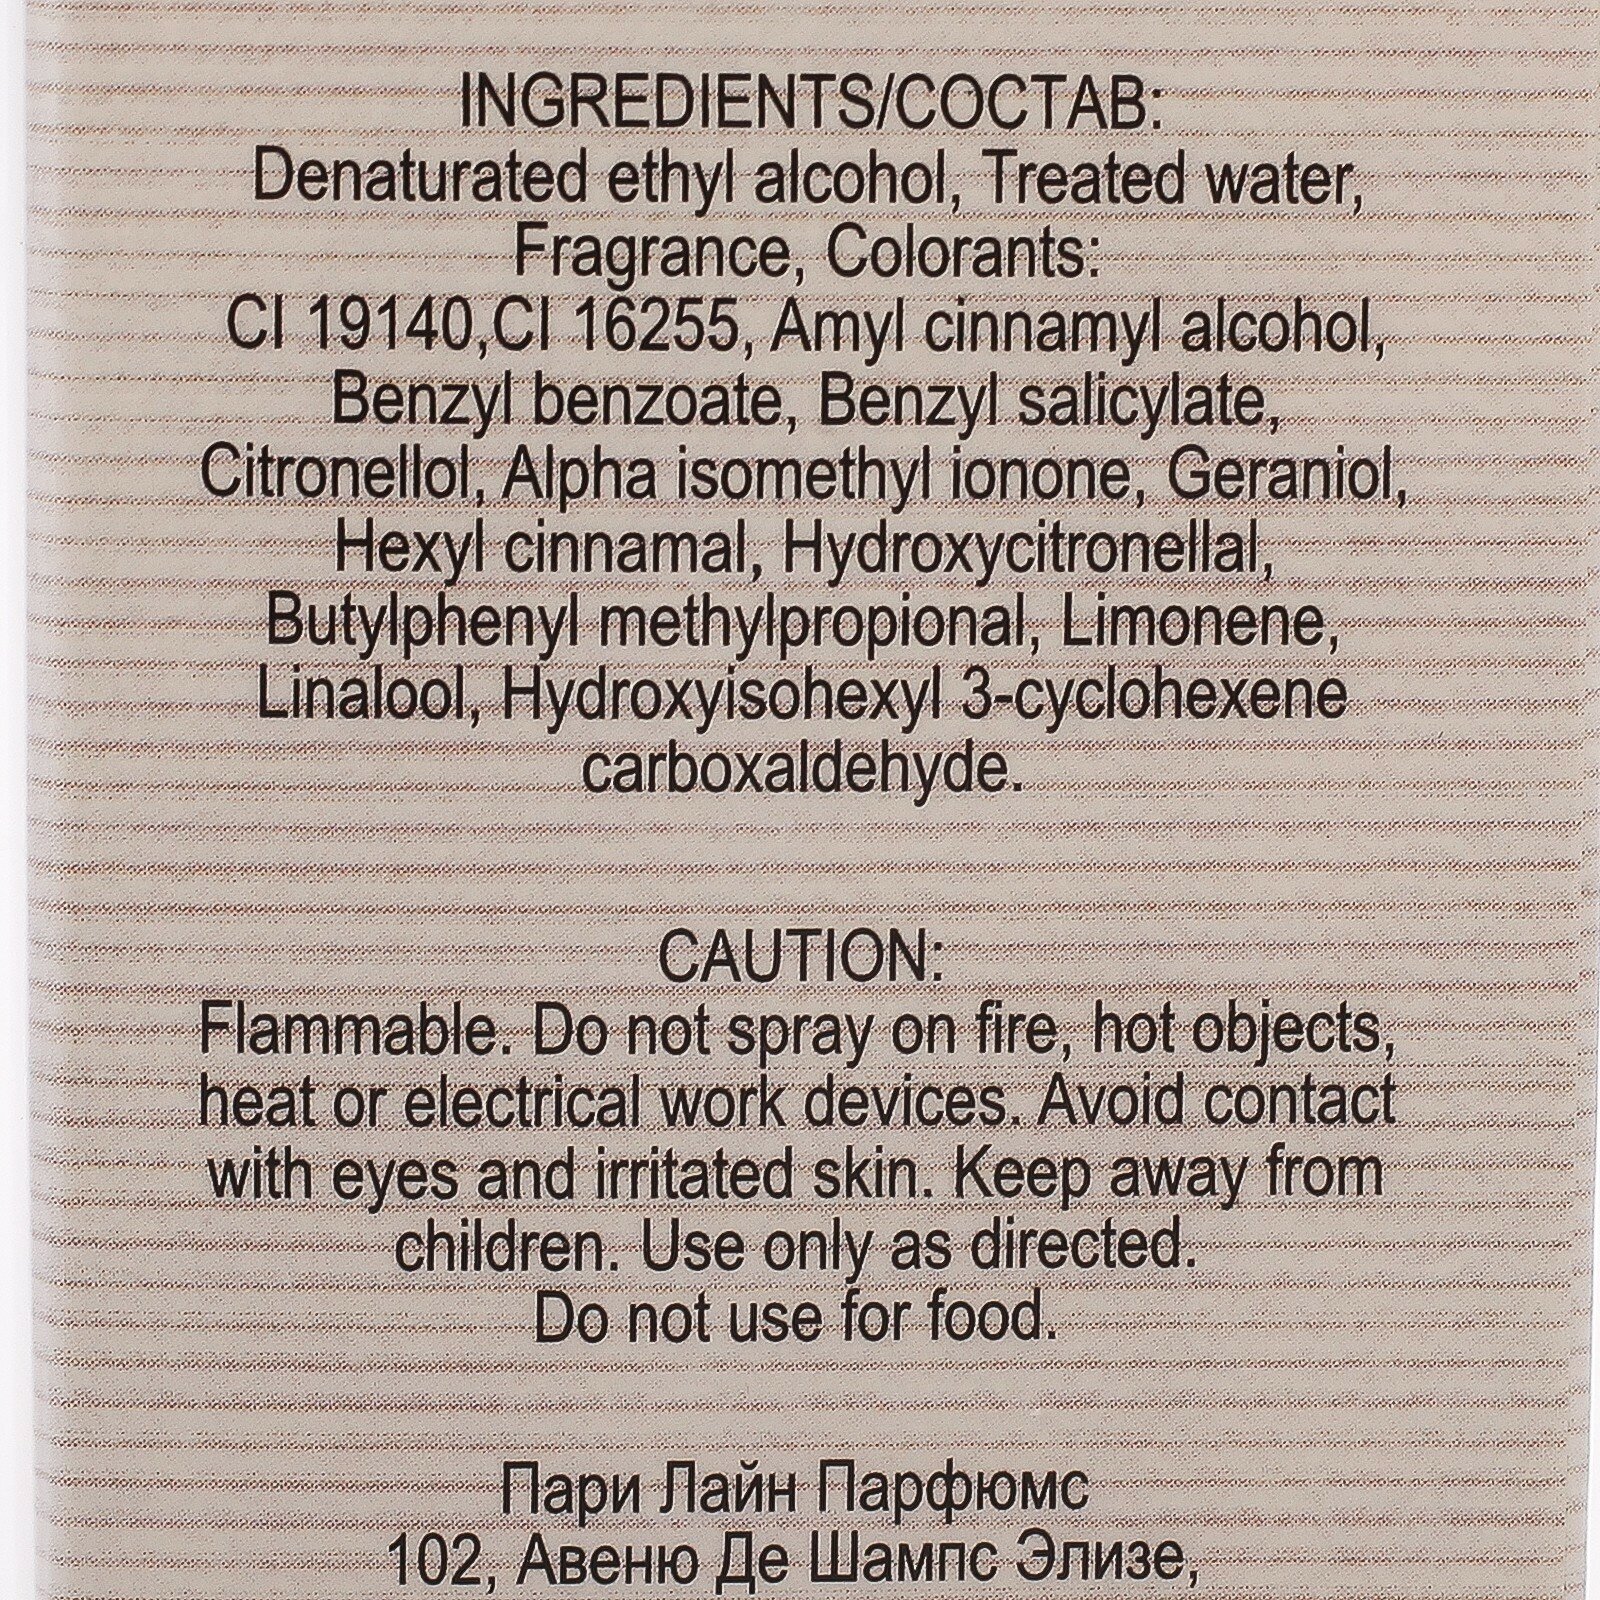 INGREDIENTS/СОСТАВ:
Denaturated ethyl alcohol, Treated water,
Fragrance, Colorants:
CI 19140,CI 16255, Amyl cinnamyl alcohol,
Benzyl benzoate, Benzyl salicylate,
Citronellol, Alpha isomethyl ionone, Geraniol,
Hexyl cinnamal, Hydroxycitronellal,
Butylphenyl methylpropional, Limonene,
Linalool, Hydroxyisohexyl 3-cyclohexene
carboxaldehyde.
CAUTION:
Flammable. Do not spray on fire, hot objects,
heat or electrical work devices. Avoid contact
with eyes and irritated skin. Keep away from
children. Use only as directed.
Do not use for food.
Пари Лайн Парфюмс
102, Авеню Де Шампс Элизе,